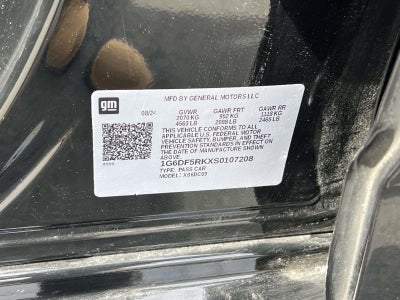 MFD BY GENERAL MOTORS LLC
gm
08/24 GVWR GAWR FRT GAWR RR
2070 KG 952 KG 1118 KG
4563 LB 2098 LB 2465 LB
THIS VEHICLE CONFORMS TO ALL
APPLICABLE U.S. FEDERAL MOTOR
VEHICLE SAFETY, BUMPER, AND THEFT
PREVENTION STANDARDS IN EFFECT ON
THE DATE OF MANUFACTURE SHOWN
ABOVE.
1G6DF5RKXS0107208
TYPE: PASS CAR
MODEL: